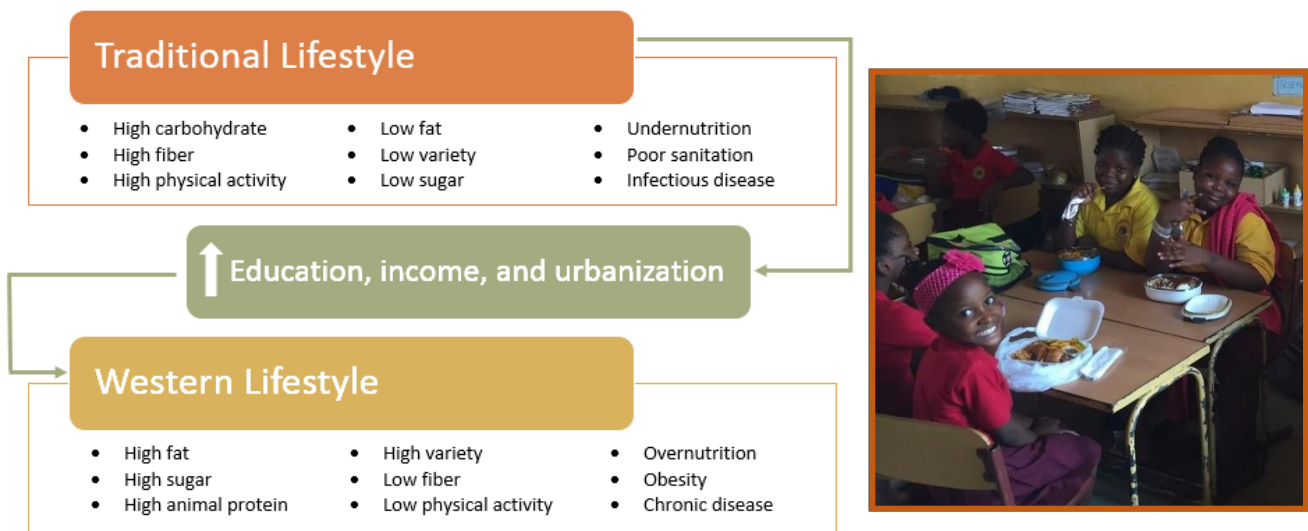 Traditional Lifestyle
• High carbohydrate
• High fiber
• High physical activity
• Low fat
• Low variety
• Low sugar
• Undernutrition
• Poor sanitation
• Infectious disease
Education, income, and urbanization
Western Lifestyle
• High fat
• High sugar
• High animal protein
• High variety
• Low fiber
• Low physical activity
• Overnutrition
• Obesity
• Chronic disease